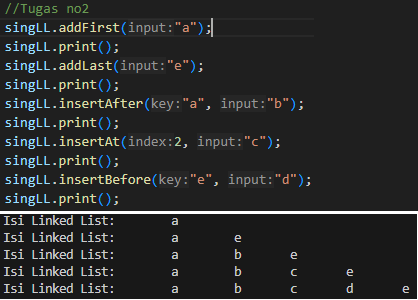 //Tugas no2
singLL.addFirst(input:"a");
singLL.print();
singLL.addLast(input:"e");
singLL.print();
singLL.insertAfter(key:"a", input:"b");
singLL.print();
singLL.insertAt(index:2, input:"c");
singLL.print();
singLL.insertBefore(key:"e", input:"d");
singLL.print();
Isi Linked List: a
Isi Linked List: a e
Isi Linked List: a b e
Isi Linked List: a b c e
Isi Linked List: a b c d e